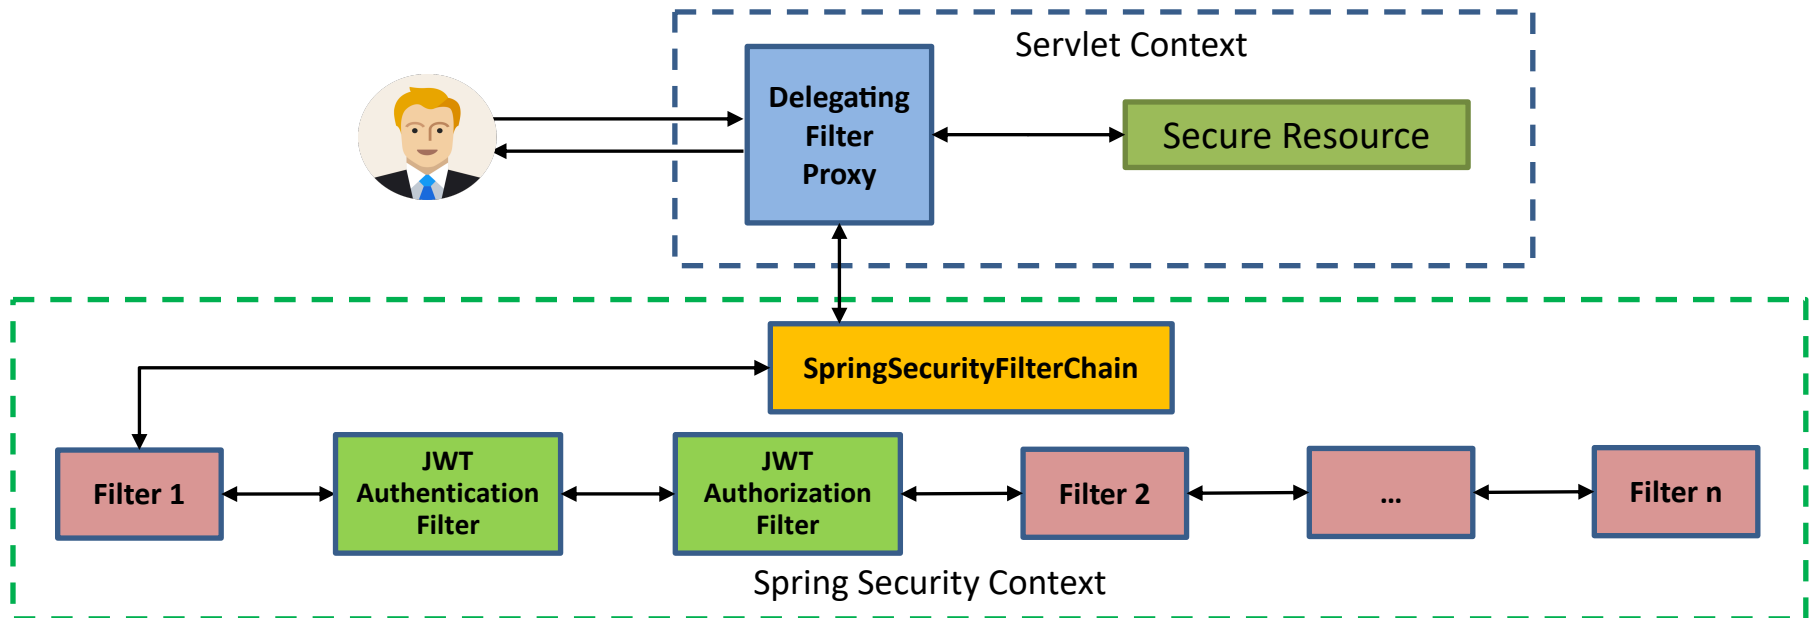 Servlet Context
Delegating
Filter
Proxy
Secure Resource
SpringSecurityFilterChain
Filter 1
JWT
Authentication
Filter
JWT
Authorization
Filter
Filter 2
...
Filter n
Spring Security Context